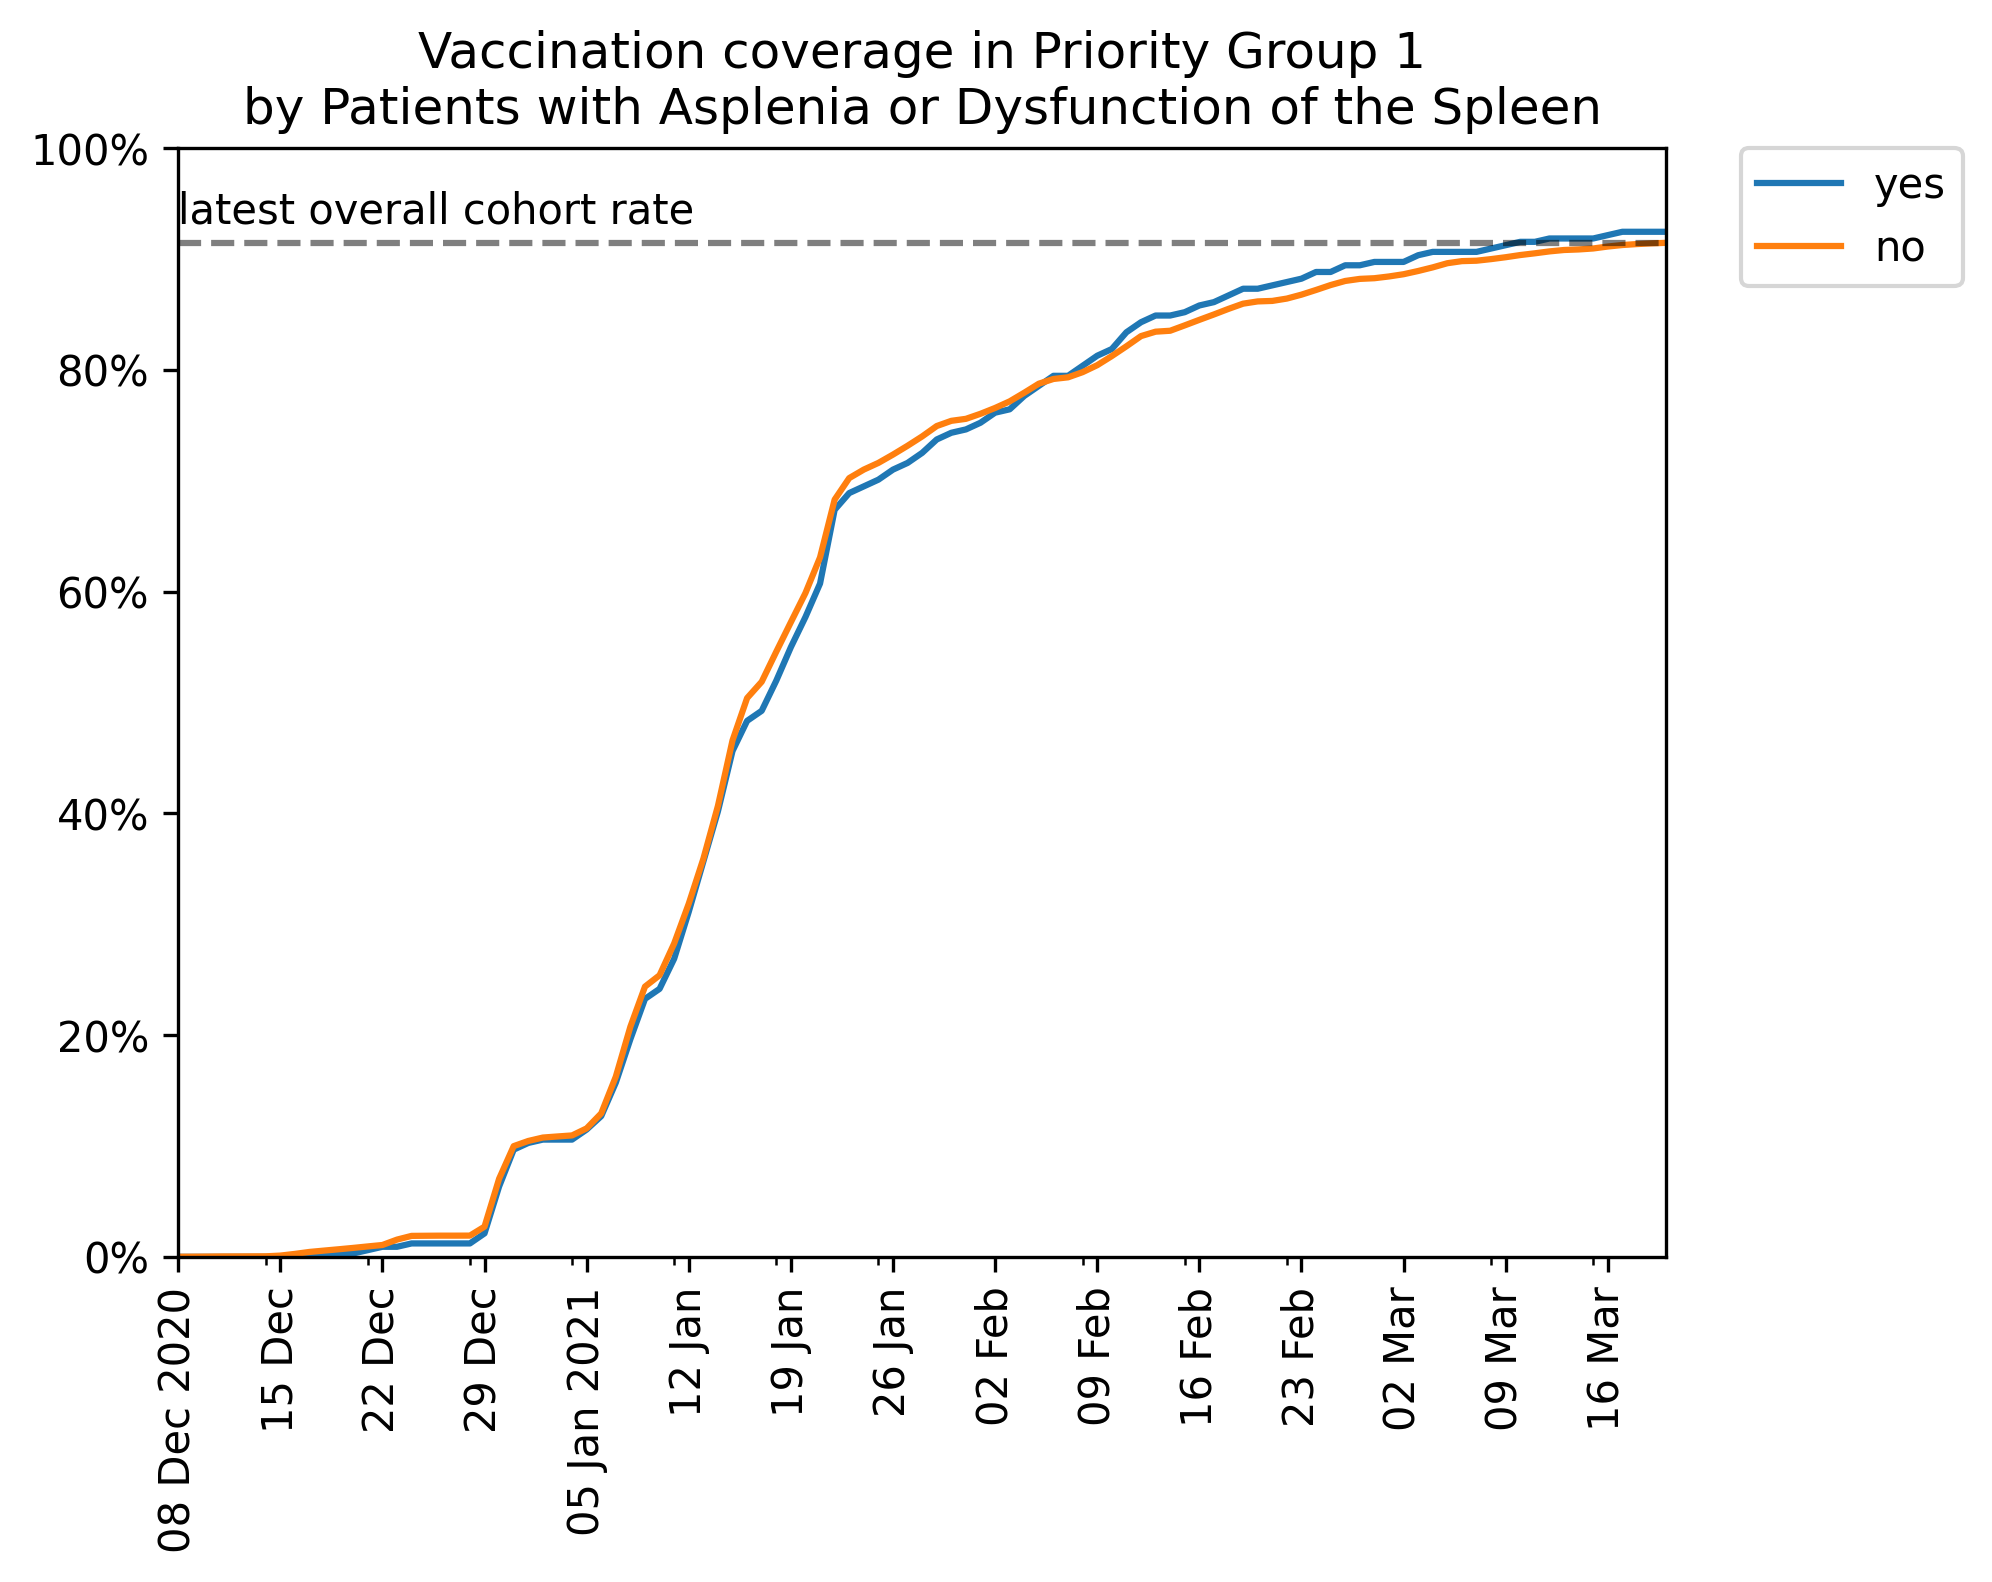 Vaccination coverage in Priority Group 1
by Patients with Asplenia or Dysfunction of the Spleen
100%
80%
60%
40%
20%
0%
latest overall cohort rate
yes
no
08 Dec 2020
15 Dec
22 Dec
29 Dec
05 Jan 2021
12 Jan
19 Jan
26 Jan
02 Feb
09 Feb
16 Feb
23 Feb
02 Mar
09 Mar
16 Mar